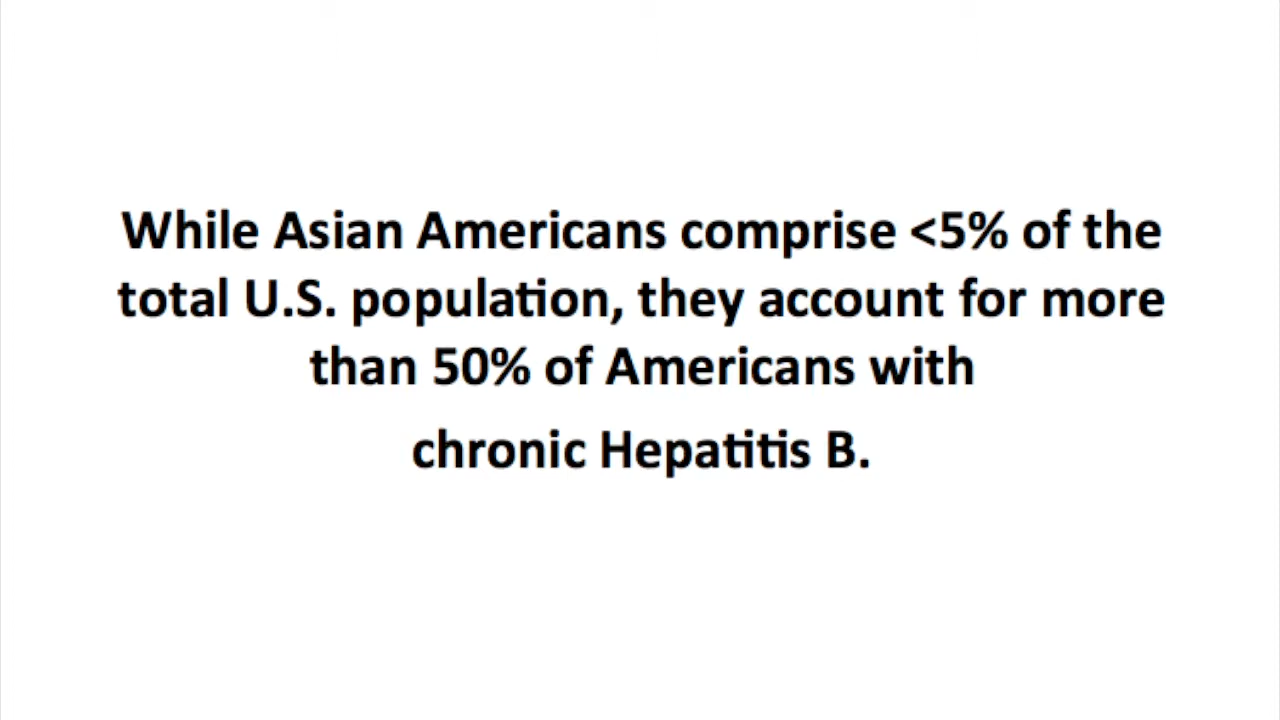 While Asian Americans comprise <5% of the
total U.S. population, they account for more
than 50% of Americans with
chronic Hepatitis B.